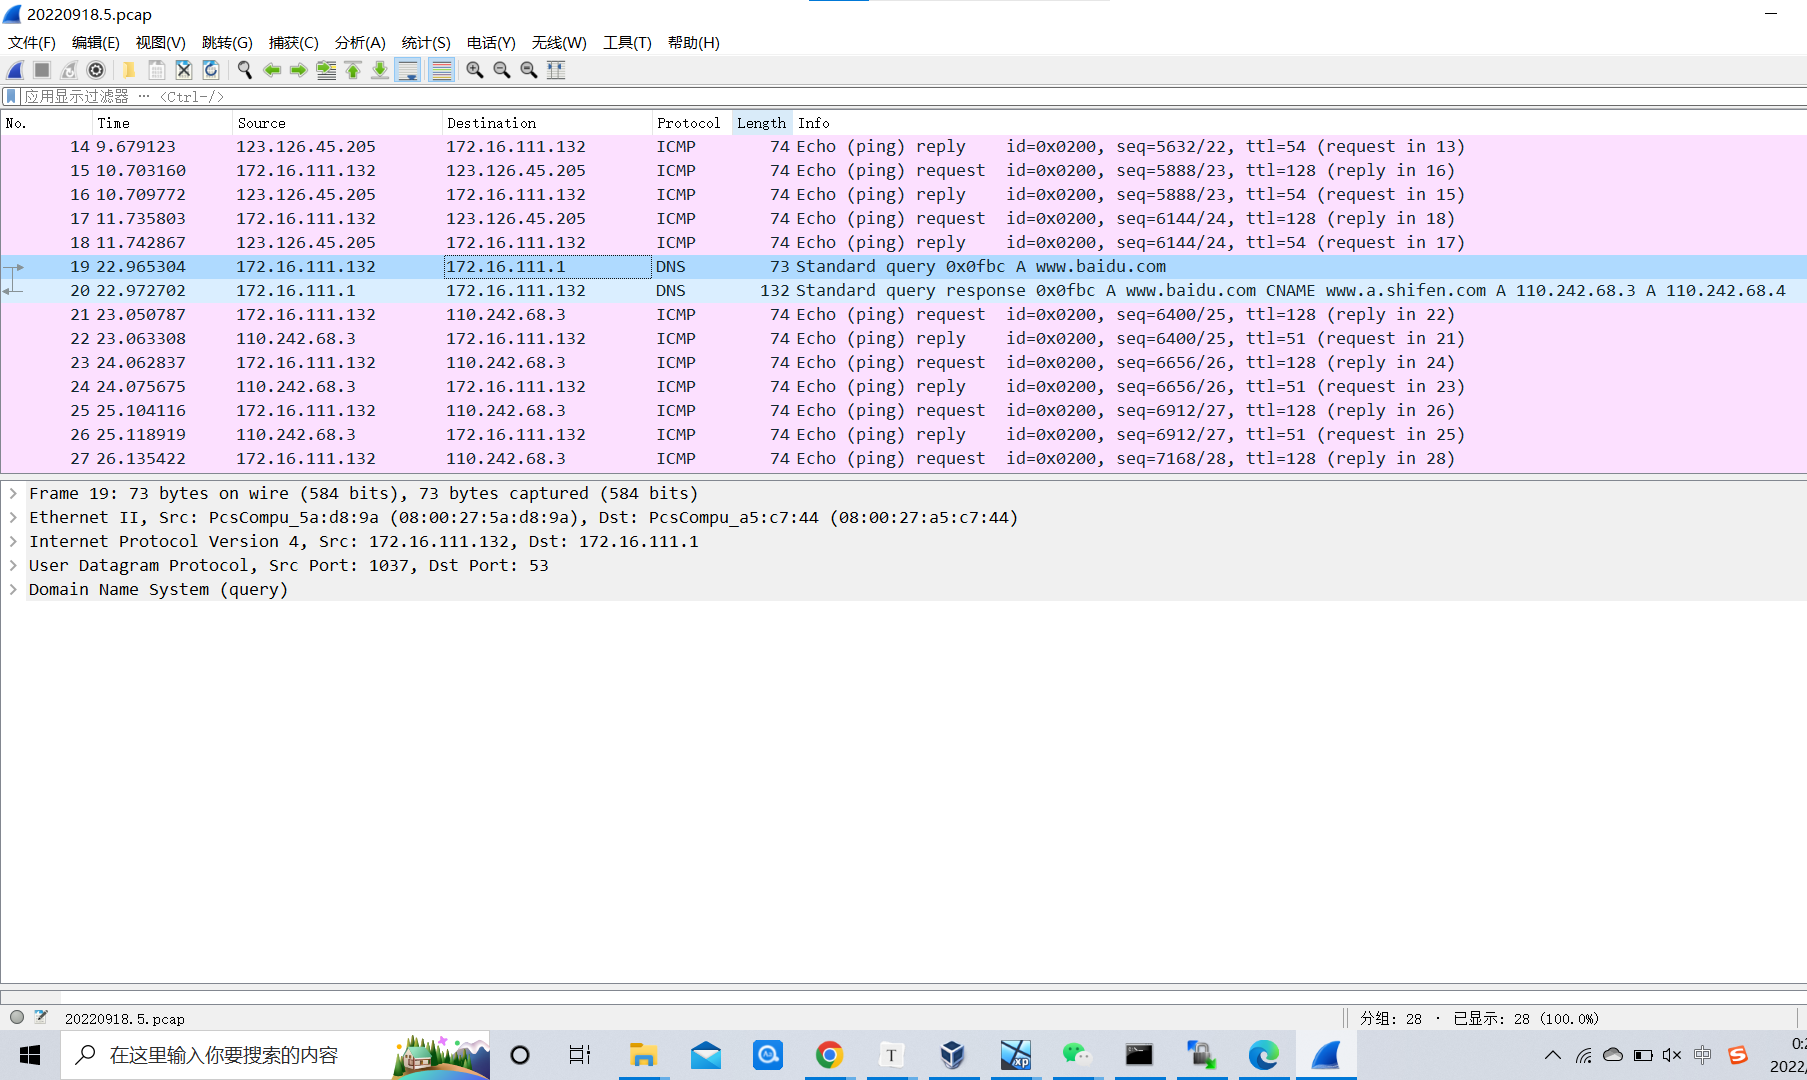 20220918.5.pcap
文件(F) 编辑(E) 视图(V) 跳转(G) 捕获(C) 分析(A) 统计(S) 电话(Y) 无线(W) 工具(T) 帮助(H)
应用显示过滤器 … <Ctrl-/>
No. Time Source Destination Protocol Length Info
14 9.679123 123.126.45.205 172.16.111.132 ICMP 74 Echo (ping) reply id=0x0200, seq=5632/22, ttl=54 (request in 13)
15 10.703160 172.16.111.132 123.126.45.205 ICMP 74 Echo (ping) request id=0x0200, seq=5888/23, ttl=128 (reply in 16)
16 10.709772 123.126.45.205 172.16.111.132 ICMP 74 Echo (ping) reply id=0x0200, seq=5888/23, ttl=54 (request in 15)
17 11.735803 172.16.111.132 123.126.45.205 ICMP 74 Echo (ping) request id=0x0200, seq=6144/24, ttl=128 (reply in 18)
18 11.742867 123.126.45.205 172.16.111.132 ICMP 74 Echo (ping) reply id=0x0200, seq=6144/24, ttl=54 (request in 17)
19 22.965304 172.16.111.132 172.16.111.1 DNS 73 Standard query 0x0fbc A www.baidu.com
20 22.972702 172.16.111.1 172.16.111.132 DNS 132 Standard query response 0x0fbc A www.baidu.com CNAME www.a.shifen.com A 110.242.68.3 A 110.242.68.4
21 23.050787 172.16.111.132 110.242.68.3 ICMP 74 Echo (ping) request id=0x0200, seq=6400/25, ttl=128 (reply in 22)
22 23.063308 110.242.68.3 172.16.111.132 ICMP 74 Echo (ping) reply id=0x0200, seq=6400/25, ttl=51 (request in 21)
23 24.062837 172.16.111.132 110.242.68.3 ICMP 74 Echo (ping) request id=0x0200, seq=6656/26, ttl=128 (reply in 24)
24 24.075675 110.242.68.3 172.16.111.132 ICMP 74 Echo (ping) reply id=0x0200, seq=6656/26, ttl=51 (request in 23)
25 25.104116 172.16.111.132 110.242.68.3 ICMP 74 Echo (ping) request id=0x0200, seq=6912/27, ttl=128 (reply in 26)
26 25.118919 110.242.68.3 172.16.111.132 ICMP 74 Echo (ping) reply id=0x0200, seq=6912/27, ttl=51 (request in 25)
27 26.135422 172.16.111.132 110.242.68.3 ICMP 74 Echo (ping) request id=0x0200, seq=7168/28, ttl=128 (reply in 28)
Frame 19: 73 bytes on wire (584 bits), 73 bytes captured (584 bits)
Ethernet II, Src: PcsCompu_5a:d8:9a (08:00:27:5a:d8:9a), Dst: PcsCompu_a5:c7:44 (08:00:27:a5:c7:44)
Internet Protocol Version 4, Src: 172.16.111.132, Dst: 172.16.111.1
User Datagram Protocol, Src Port: 1037, Dst Port: 53
Domain Name System (query)
20220918.5.pcap 分组: 28 · 已显示: 28 (100.0%)
在这里输入你要搜索的内容
T
xp
中
S
0:2
2022/